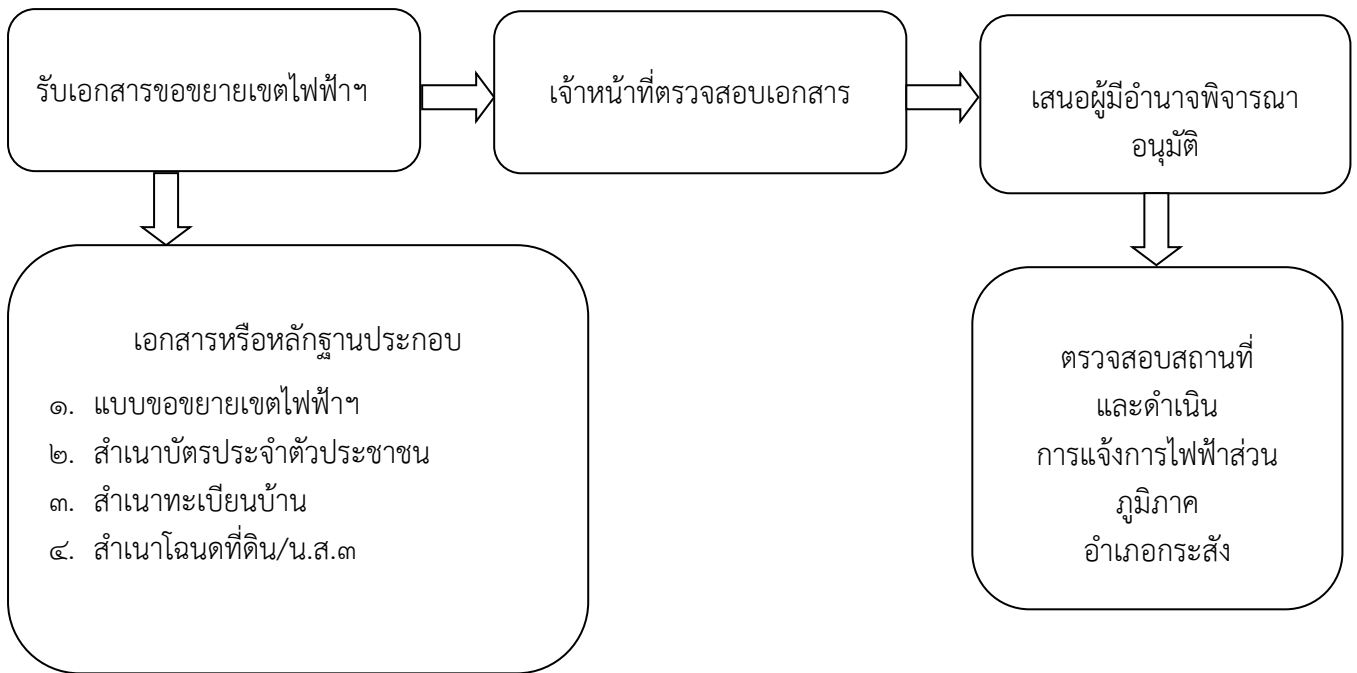 รับเอกสารขอขยายเขตไฟฟ้าฯ
เจ้าหน้าที่ตรวจสอบเอกสาร
เสนอผู้มีอำนาจพิจารณา
อนุมัติ
เอกสารหรือหลักฐานประกอบ
๑. แบบขอขยายเขตไฟฟ้าฯ
๒. สำเนาบัตรประจำตัวประชาชน
๓. สำเนาทะเบียนบ้าน
๔. สำเนาโฉนดที่ดิน/น.ส.๓
ตรวจสอบสถานที่
และดำเนิน
การแจ้งการไฟฟ้าส่วน
ภูมิภาค
อำเภอกระสัง